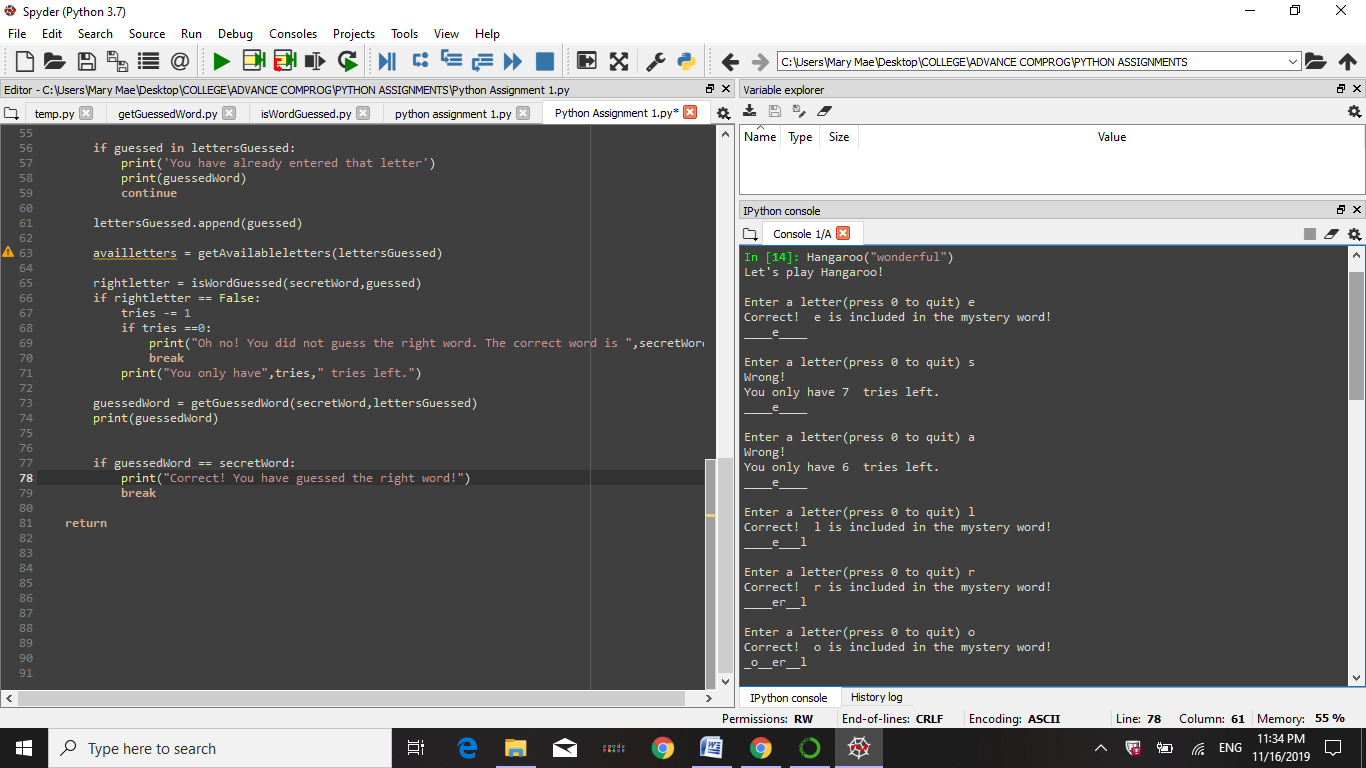 Spyder (Python 3.7)
File Edit Search Source Run Debug Consoles Projects Tools View Help
C:\Users\Mary Mae\Desktop\COLLEGE\ADVANCE COMPROG\PYTHON ASSIGNMENTS
Editor - C:\Users\Mary Mae\Desktop\COLLEGE\ADVANCE COMPROG\PYTHON ASSIGNMENTS\Python Assignment 1.py
temp.py getGuessedWord.py isWordGuessed.py python assignment 1.py Python Assignment 1.py*
55
56 if guessed in lettersGuessed:
57 print('You have already entered that letter')
58 print(guessedWord)
59 continue
60
61 lettersGuessed.append(guessed)
62
63 availletters = getAvailableletters(lettersGuessed)
64
65 rightletter = isWordGuessed(secretWord,guessed)
66 if rightletter == False:
67 tries -= 1
68 if tries ==0:
69 print("Oh no! You did not guess the right word. The correct word is ",secretWor
70 break
71 print("You only have",tries," tries left.")
72
73 guessedWord = getGuessedWord(secretWord,lettersGuessed)
74 print(guessedWord)
75
76
77 if guessedWord == secretWord:
78 print("Correct! You have guessed the right word!")
79 break
80
81 return
82
83
84
85
86
87
88
89
90
91
Variable explorer
Name Type Size Value
IPython console
Console 1/A
In [14]: Hangaroo("wonderful")
Let's play Hangaroo!
Enter a letter(press 0 to quit) e
Correct!  e is included in the mystery word!
____e____
Enter a letter(press 0 to quit) s
Wrong!
You only have 7  tries left.
____e____
Enter a letter(press 0 to quit) a
Wrong!
You only have 6  tries left.
____e____
Enter a letter(press 0 to quit) l
Correct!  l is included in the mystery word!
____e___l
Enter a letter(press 0 to quit) r
Correct!  r is included in the mystery word!
____er__l
Enter a letter(press 0 to quit) o
Correct!  o is included in the mystery word!
_o__er__l
IPython console History log
Permissions: RW End-of-lines: CRLF Encoding: ASCII Line: 78 Column: 61 Memory: 55 %
Type here to search
ENG
11:34 PM
11/16/2019